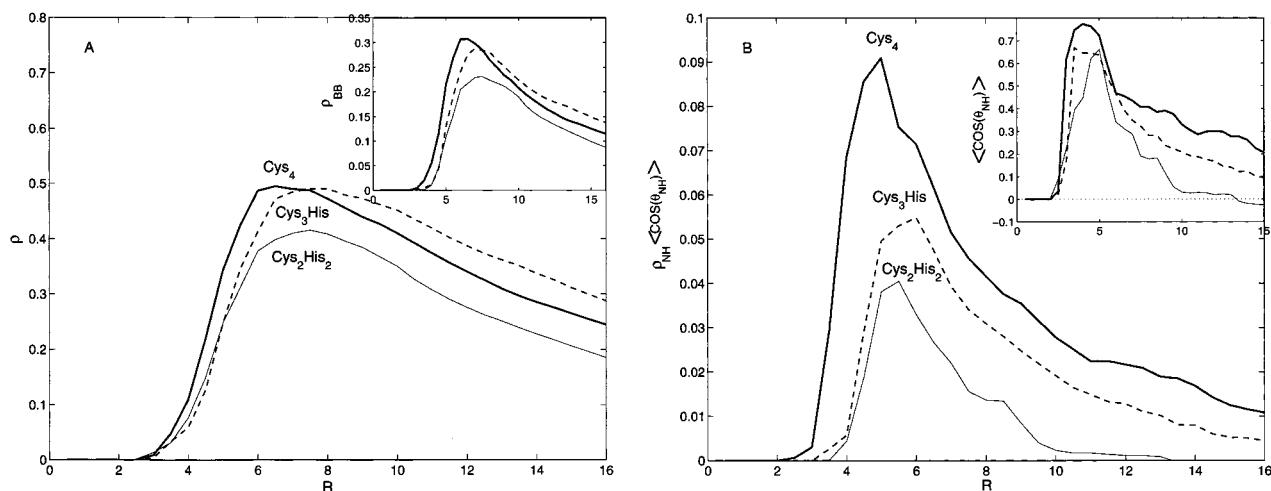 A
ρ
0.8
0.7
0.6
0.5
0.4
0.3
0.2
0.1
0
0 2 4 6 8 10 12 14 16
R
Cys4
Cys3His
Cys2His2
ρBB
0.35
0.3
0.25
0.2
0.15
0.1
0.05
0
0 5 10 15
B
ρNH <COS(θNH)>
0.1
0.09
0.08
0.07
0.06
0.05
0.04
0.03
0.02
0.01
0
0 2 4 6 8 10 12 14 16
R
Cys4
Cys3His
Cys2His2
<COS(θNH)>
0.7
0.6
0.5
0.4
0.3
0.2
0.1
0
−0.1
0 5 10 15